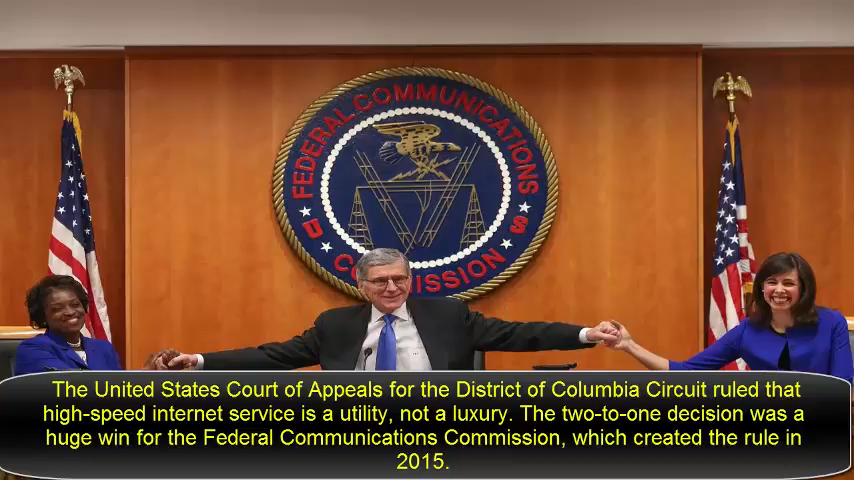 FEDERAL COMMUNICATIONS
U S
COMMISSION
The United States Court of Appeals for the District of Columbia Circuit ruled that
high-speed internet service is a utility, not a luxury. The two-to-one decision was a
huge win for the Federal Communications Commission, which created the rule in
2015.